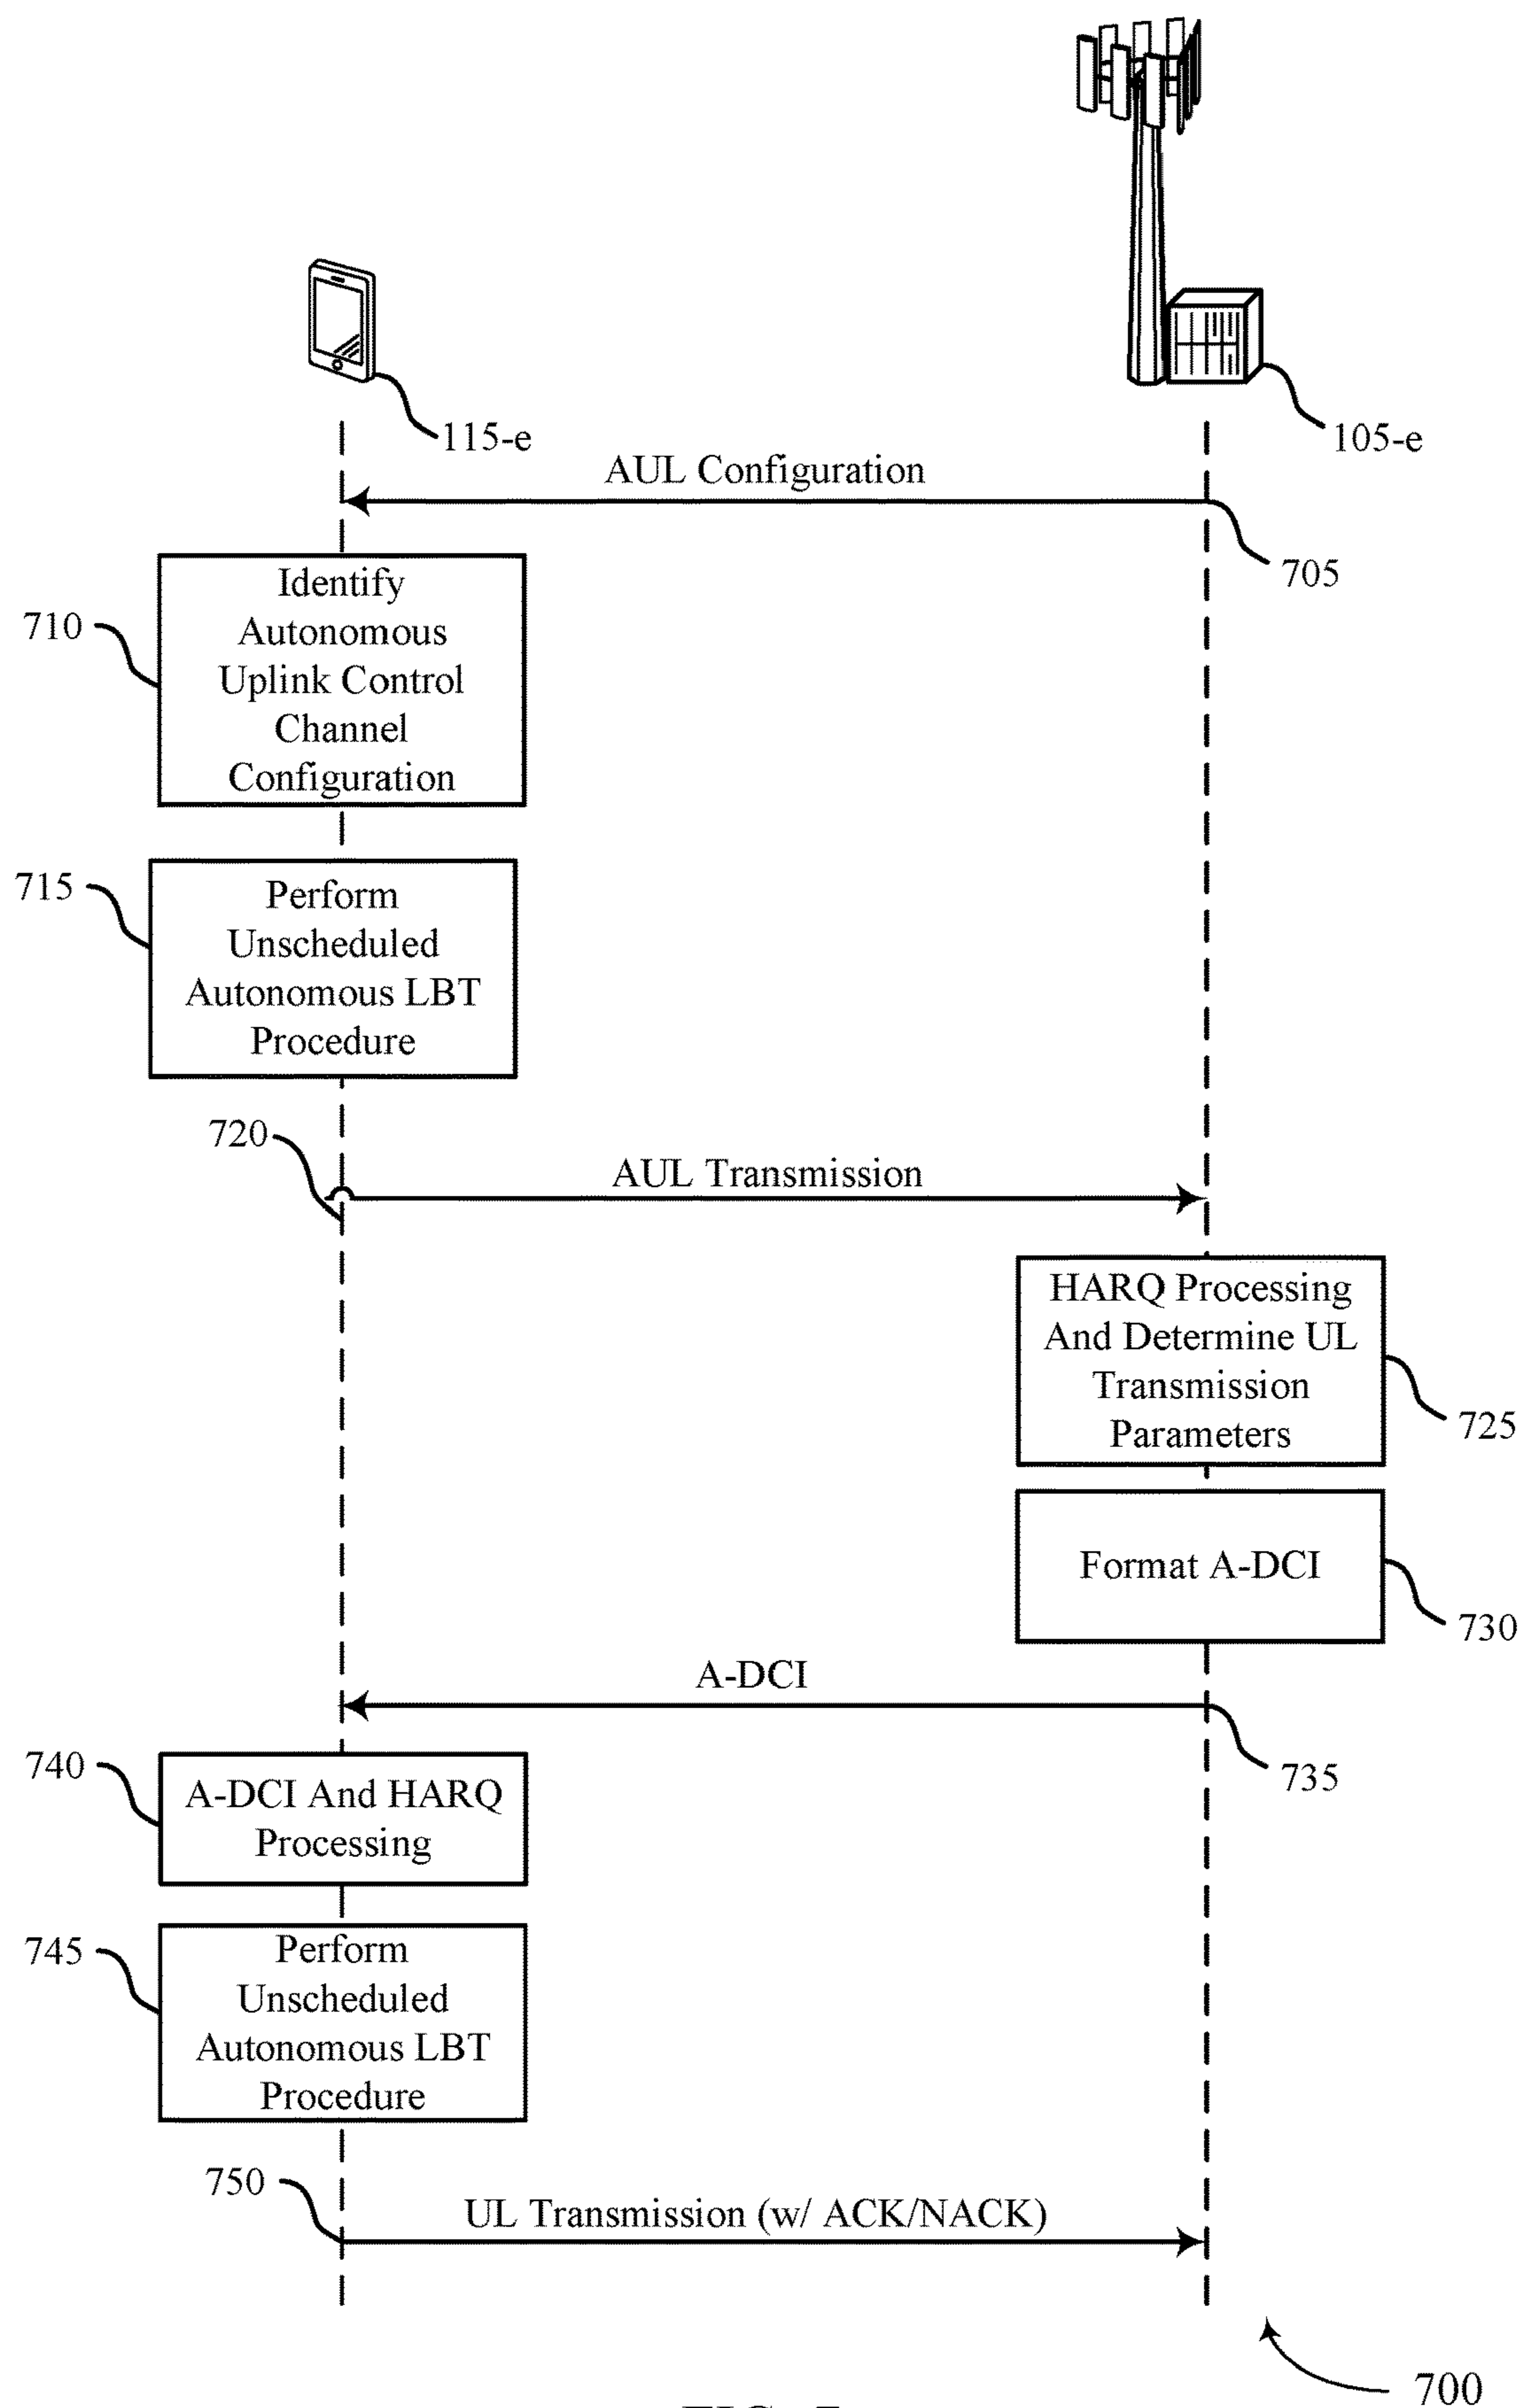 115-e
105-e
AUL Configuration
705
710
Identify
Autonomous
Uplink Control
Channel
Configuration
715
Perform
Unscheduled
Autonomous LBT
Procedure
720
AUL Transmission
HARQ Processing
And Determine UL
Transmission
Parameters
725
Format A-DCI
730
A-DCI
735
740
A-DCI And HARQ
Processing
745
Perform
Unscheduled
Autonomous LBT
Procedure
750
UL Transmission (w/ ACK/NACK)
700